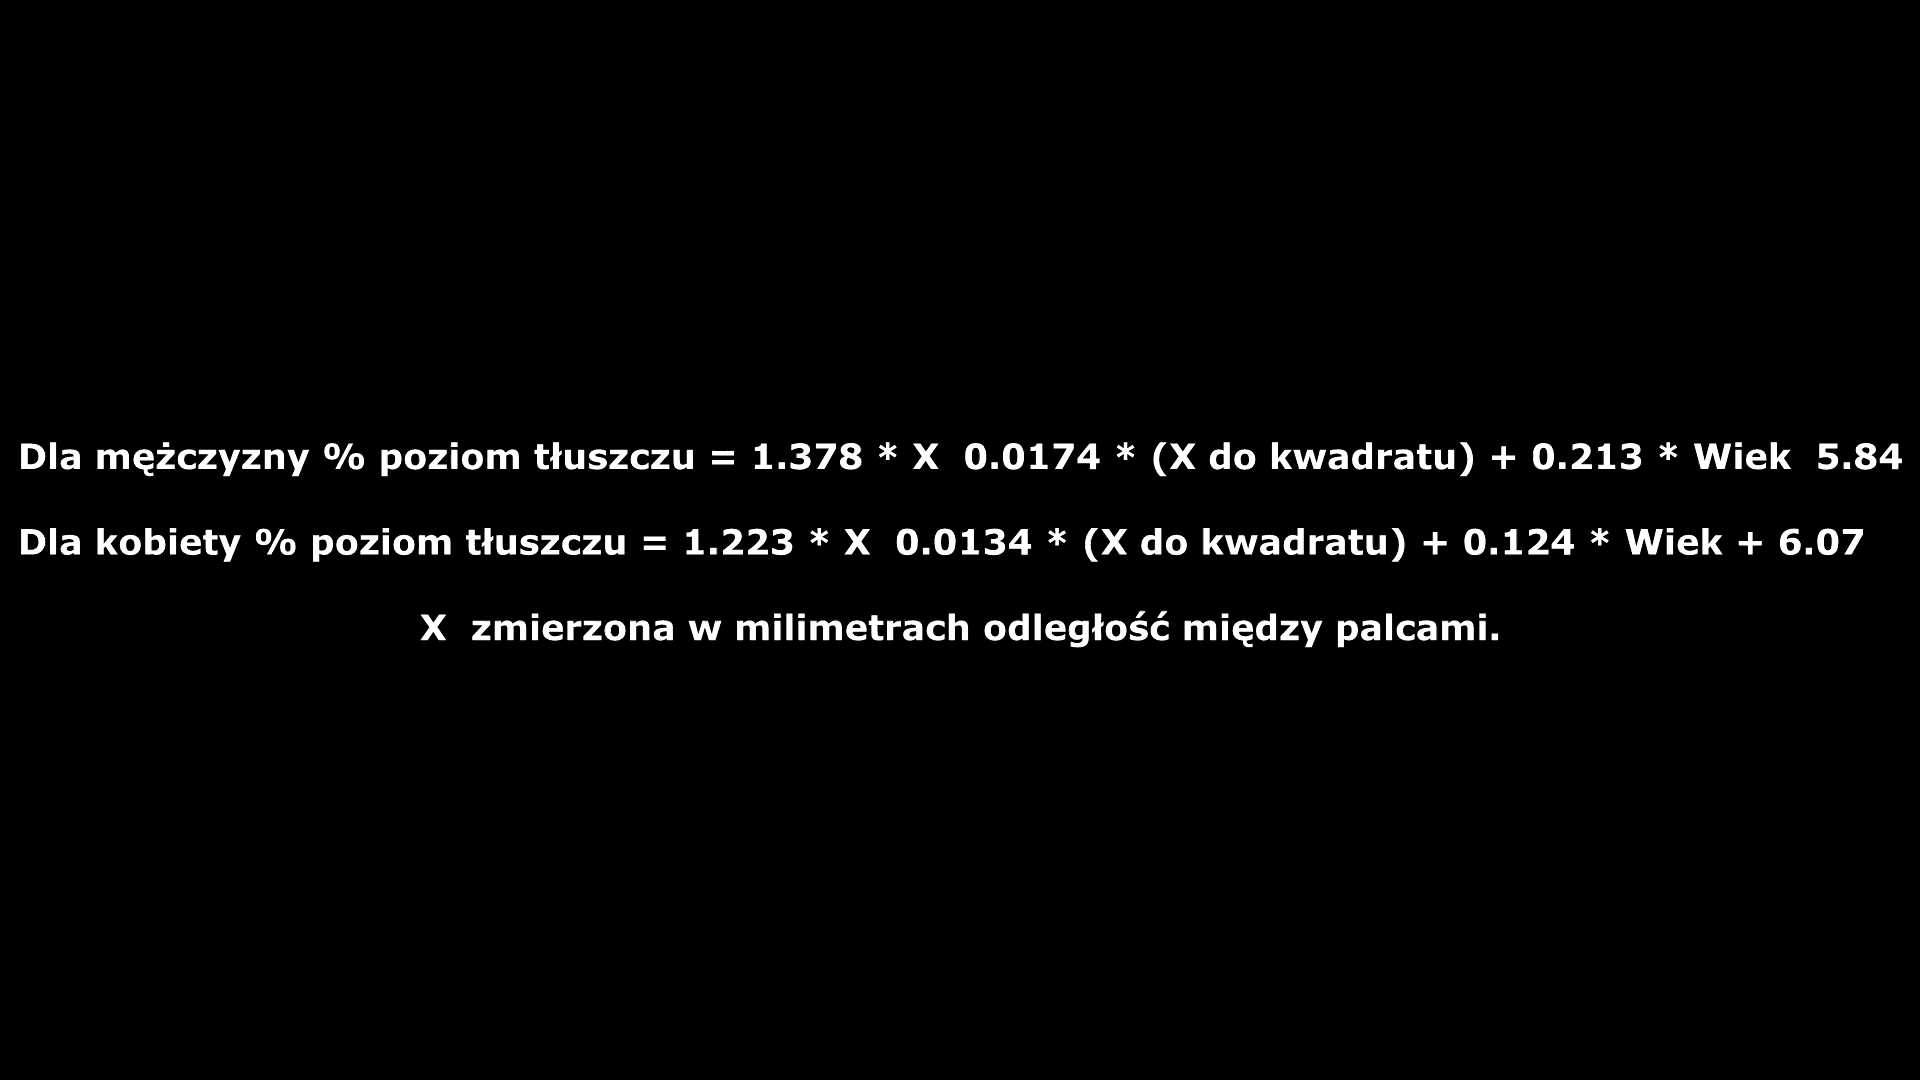 Dla mężczyzny % poziom tłuszczu = 1.378 * X  0.0174 * (X do kwadratu) + 0.213 * Wiek  5.84
Dla kobiety % poziom tłuszczu = 1.223 * X  0.0134 * (X do kwadratu) + 0.124 * Wiek + 6.07
X  zmierzona w milimetrach odległość między palcami.